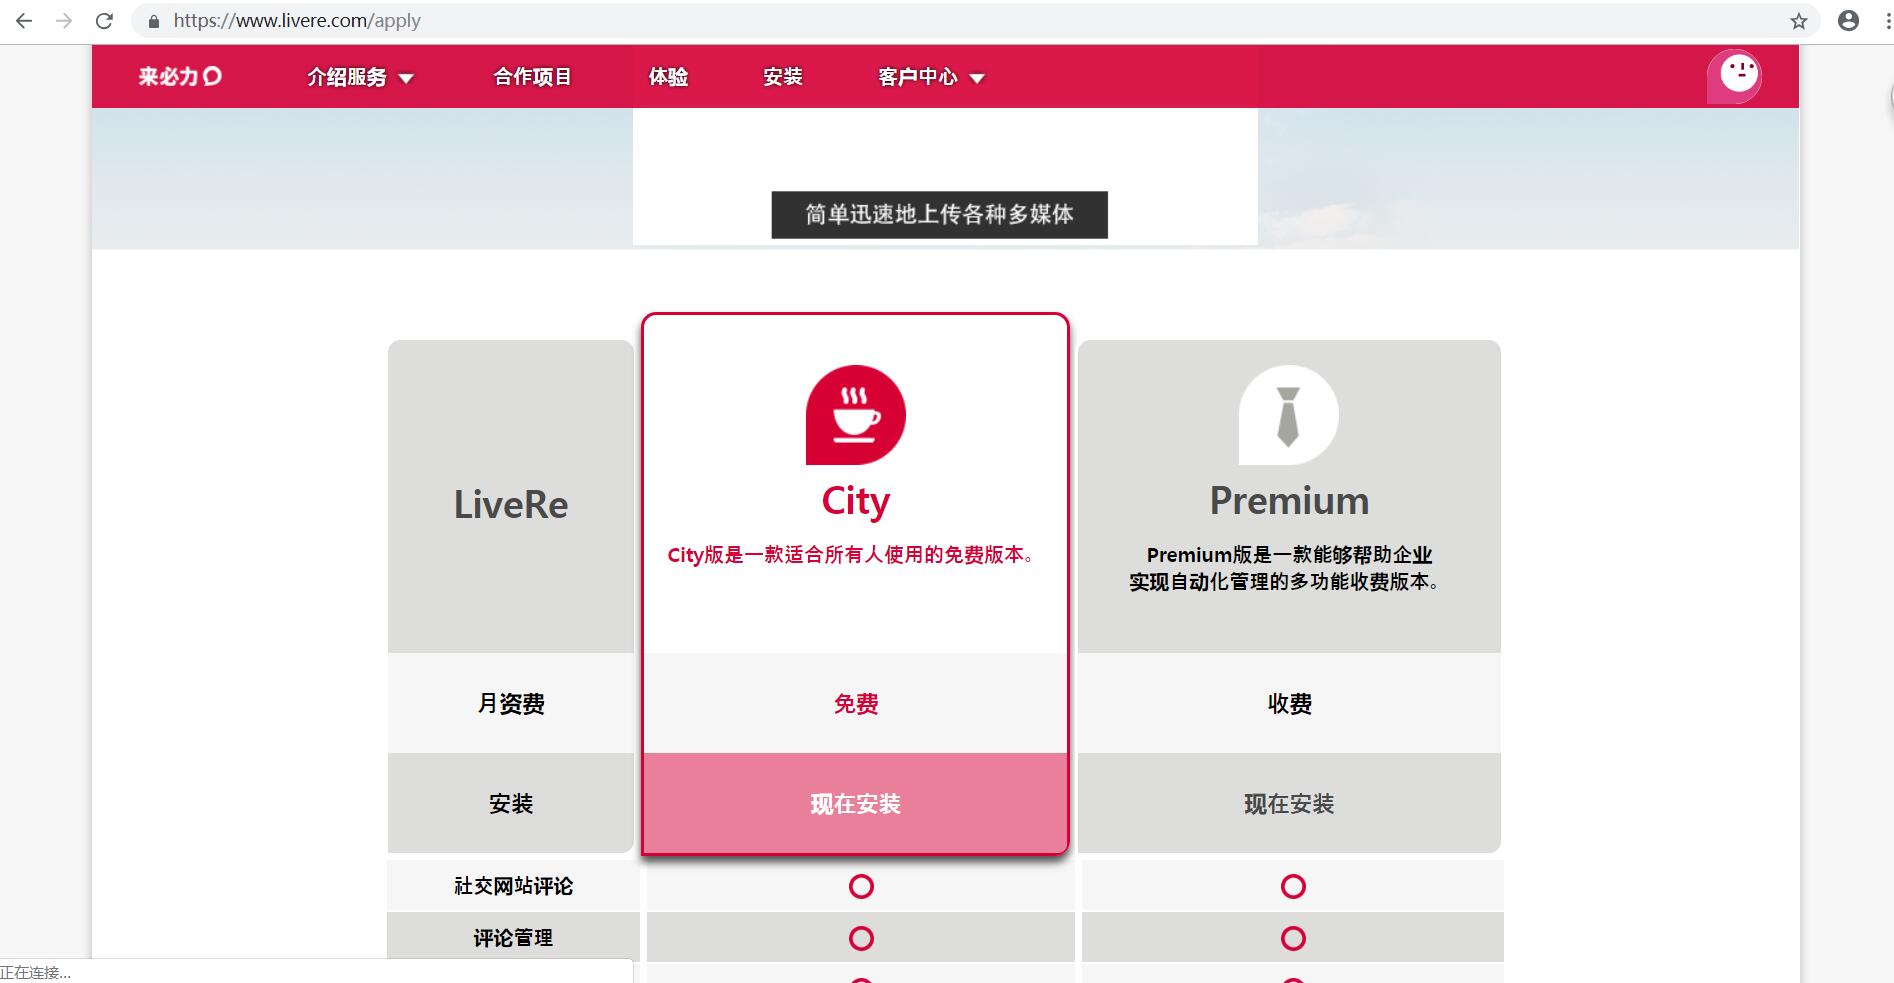 https://www.livere.com/apply
来必力
介绍服务
合作项目
体验
安装
客户中心
简单迅速地上传各种多媒体
LiveRe
City
City版是一款适合所有人使用的免费版本。
Premium
Premium版是一款能够帮助企业
实现自动化管理的多功能收费版本。
月资费
免费
收费
安装
现在安装
现在安装
社交网站评论
评论管理
正在连接...